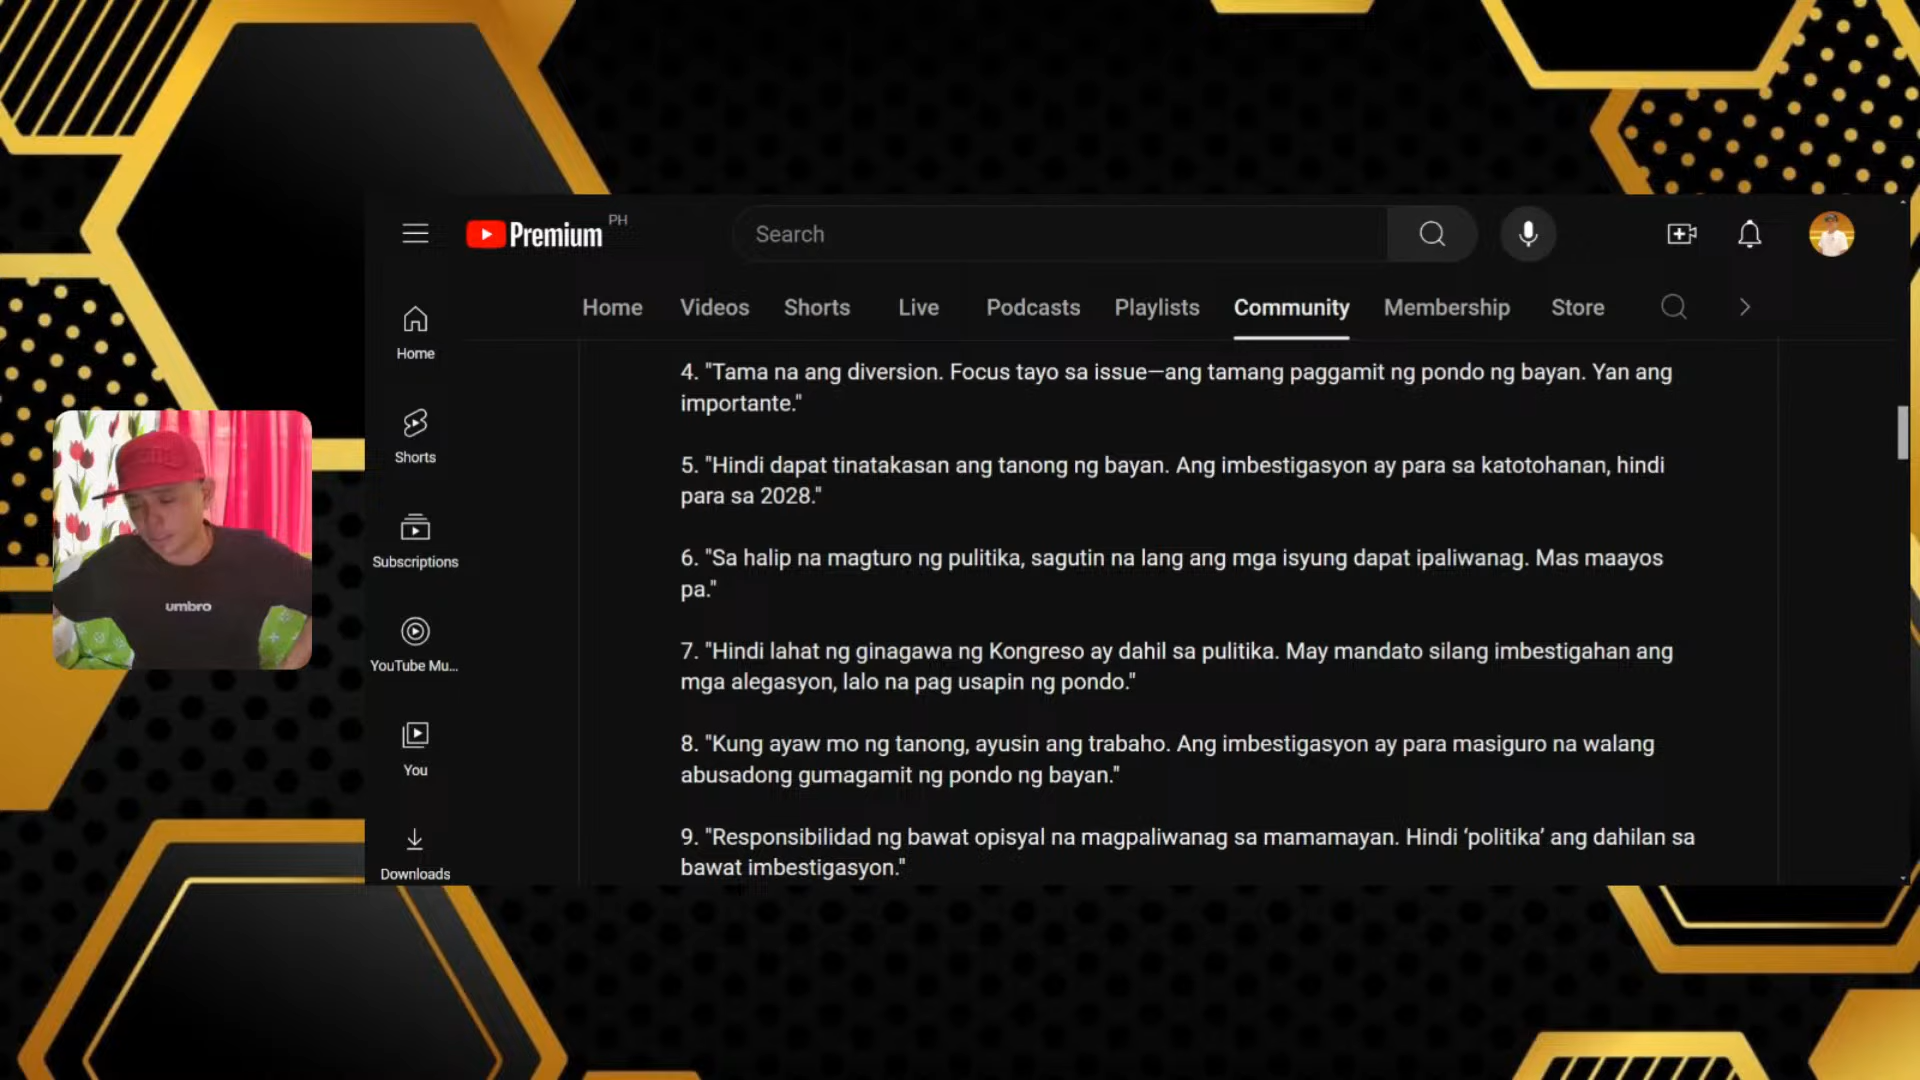 Premium PH
Search
Home
Videos
Shorts
Live
Podcasts
Playlists
Community
Membership
Store
Home
Shorts
Subscriptions
YouTube Mu...
You
Downloads
4. "Tama na ang diversion. Focus tayo sa issue—ang tamang paggamit ng pondo ng bayan. Yan ang
importante."
5. "Hindi dapat tinatakasan ang tanong ng bayan. Ang imbestigasyon ay para sa katotohanan, hindi
para sa 2028."
6. "Sa halip na magturo ng pulitika, sagutin na lang ang mga isyung dapat ipaliwanag. Mas maayos
pa."
7. "Hindi lahat ng ginagawa ng Kongreso ay dahil sa pulitika. May mandato silang imbestigahan ang
mga alegasyon, lalo na pag usapin ng pondo."
8. "Kung ayaw mo ng tanong, ayusin ang trabaho. Ang imbestigasyon ay para masiguro na walang
abusadong gumagamit ng pondo ng bayan."
9. "Responsibilidad ng bawat opisyal na magpaliwanag sa mamamayan. Hindi ‘politika’ ang dahilan sa
bawat imbestigasyon."
umbro